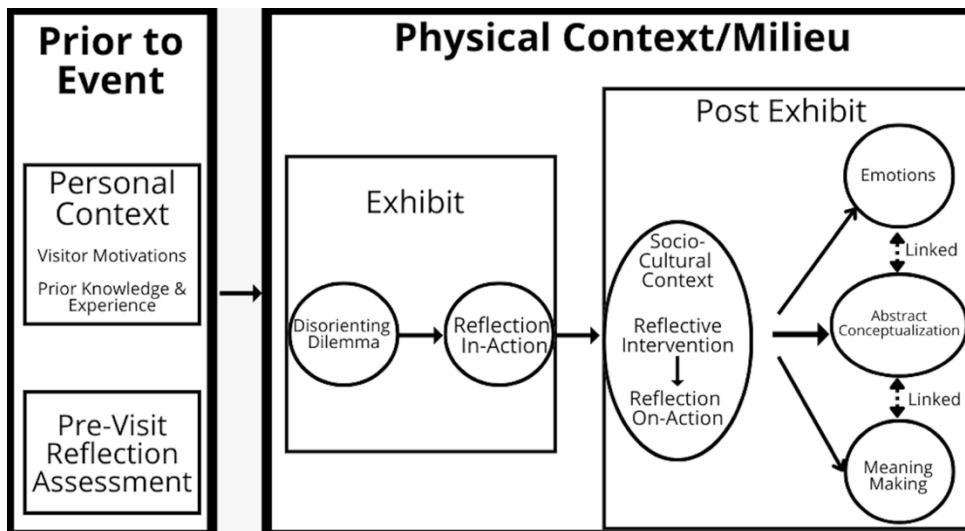 Prior to
Event
Personal
Context
Visitor Motivations
Prior Knowledge &
Experience
Pre-Visit
Reflection
Assessment
Physical Context/Milieu
Exhibit
Disorienting
Dilemma
Reflection
In-Action
Post Exhibit
Socio-
Cultural
Context
Reflective
Intervention
Reflection
On-Action
Emotions
Linked
Abstract
Conceptualization
Linked
Meaning
Making